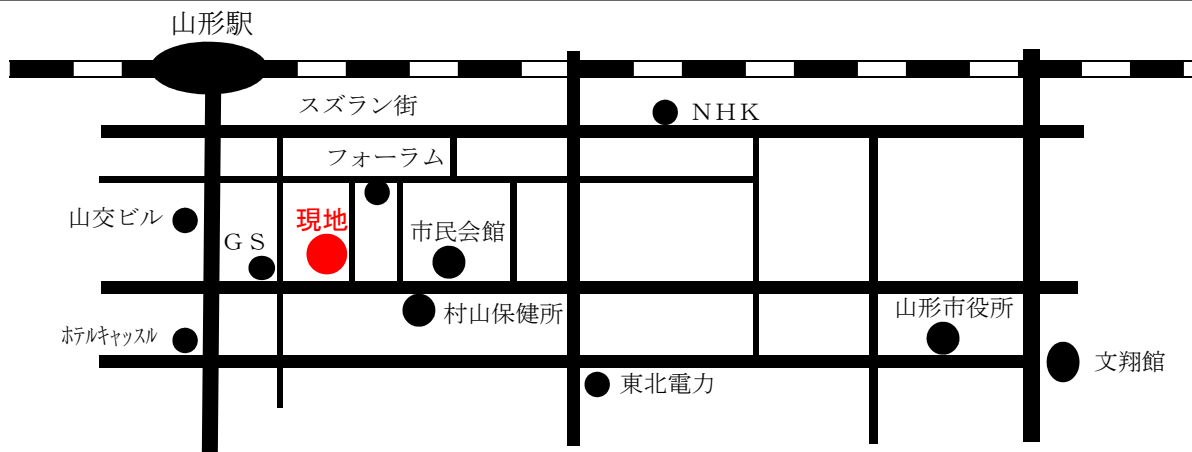 山形駅
スズラン街
ＮＨＫ
フォーラム
山交ビル
ＧＳ
現地
市民会館
村山保健所
山形市役所
ﾎﾃﾙｷｬｯｽﾙ
文翔館
東北電力